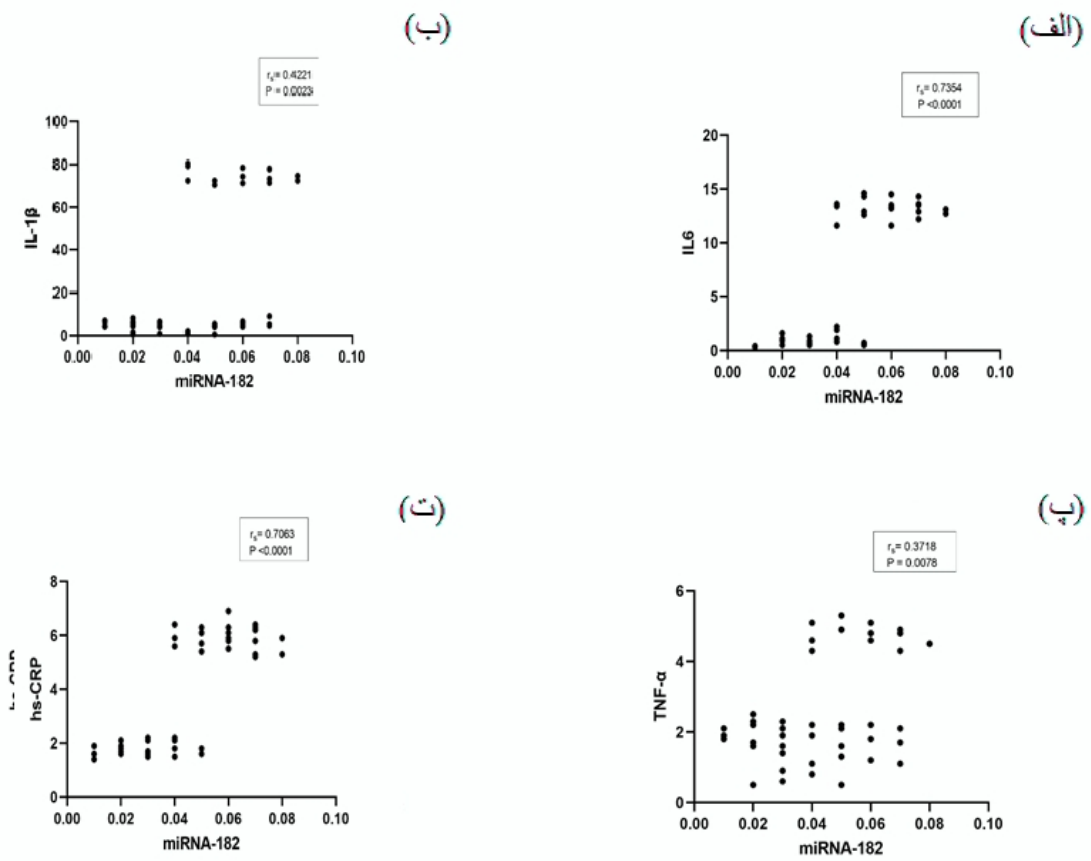 (الف)
rs= 0.7354
P <0.0001
20
15
10
5
0
IL6
0.00 0.02 0.04 0.06 0.08 0.10
miRNA-182
(ب)
rs= 0.4221
P = 0.0023
100
80
60
40
20
0
IL-1β
0.00 0.02 0.04 0.06 0.08 0.10
miRNA-182
(پ)
rs= 0.3718
P = 0.0078
6
4
2
0
TNF-α
0.00 0.02 0.04 0.06 0.08 0.10
miRNA-182
(ت)
rs= 0.7063
P <0.0001
8
6
4
2
0
hs-CRP
0.00 0.02 0.04 0.06 0.08 0.10
miRNA-182